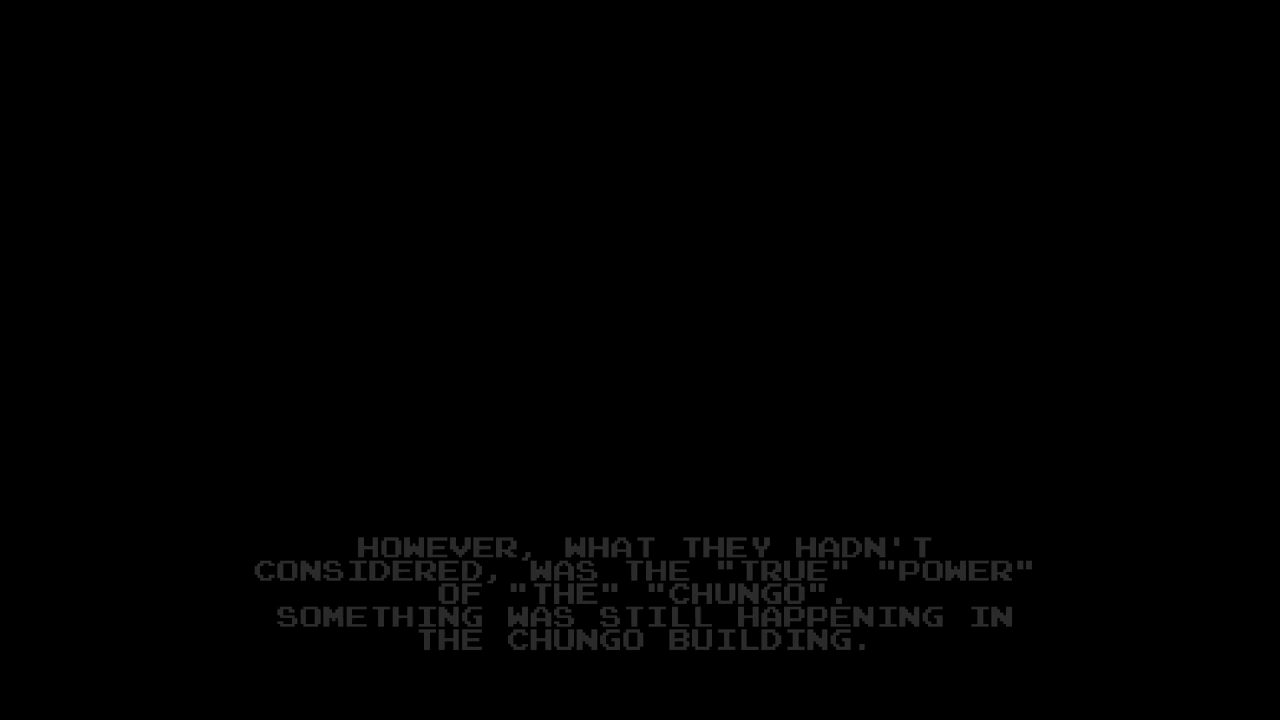 HOWEVER, WHAT THEY HADN'T
CONSIDERED, WAS THE "TRUE" "POWER"
OF "THE" "CHUNGO".
SOMETHING WAS STILL HAPPENING IN
THE CHUNGO BUILDING.